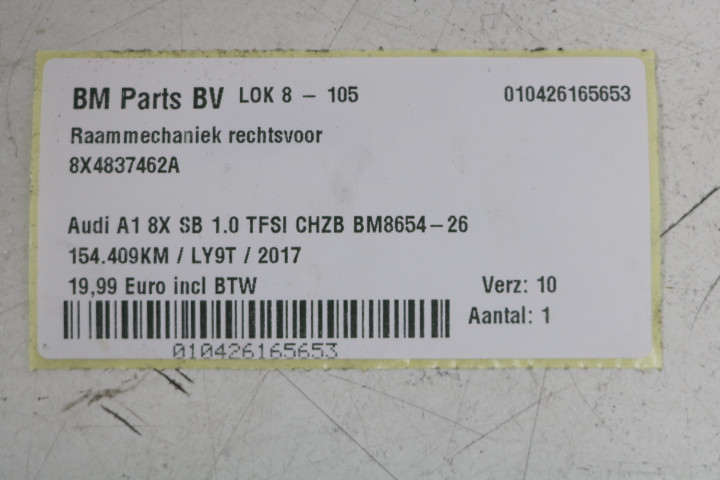 BM Parts BV LOK 8 - 105 010426165653
Raammechaniek rechtsvoor
8X4837462A
Audi A1 8X SB 1.0 TFSI CHZB BM8654-26
154.409KM / LY9T / 2017
19,99 Euro incl BTW Verz: 10
Aantal: 1
010426165653